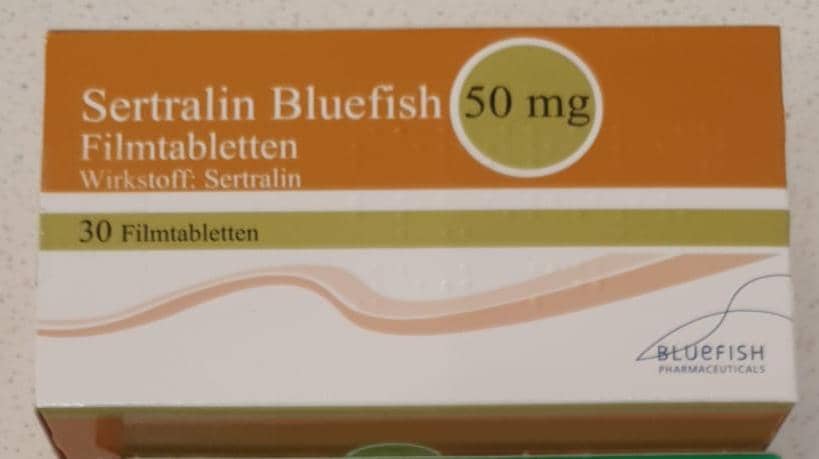 Sertralin Bluefish 50 mg
Filmtabletten
Wirkstoff: Sertralin
30 Filmtabletten
BLUeFISH
PHARMACEUTICALS